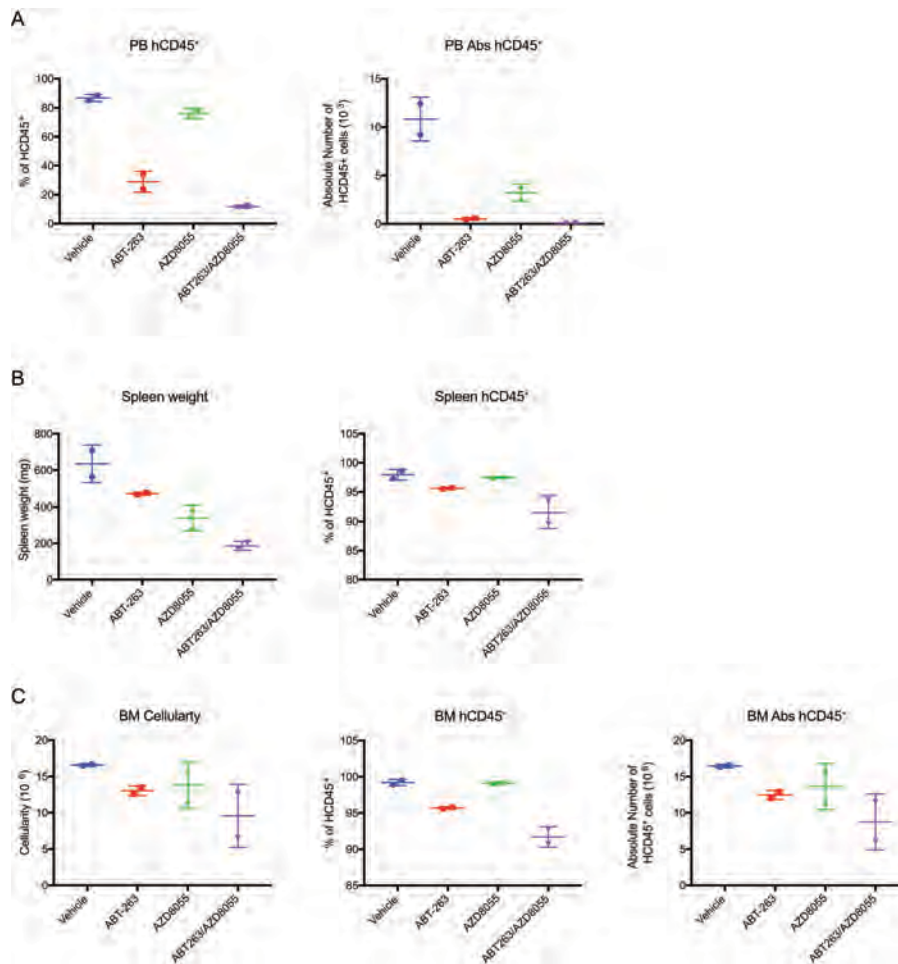 A
PB hCD45⁺
100
80
60
40
20
0
% of HCD45⁺
Vehicle
ABT-263
AZD8055
ABT263/AZD8055
PB Abs hCD45⁺
15
10
5
0
Absolute Number of
HCD45+ cells (10⁻³)
Vehicle
ABT-263
AZD8055
ABT263/AZD8055
B
Spleen weight
800
600
400
200
0
Spleen weight (mg)
Vehicle
ABT-263
AZD8055
ABT263/AZD8055
Spleen hCD45⁺
105
100
95
90
85
80
% of HCD45⁺
Vehicle
ABT-263
AZD8055
ABT263/AZD8055
C
BM Cellularty
20
15
10
5
0
Cellularity (10⁻⁶)
Vehicle
ABT-263
AZD8055
ABT263/AZD8055
BM hCD45⁺
105
100
95
90
85
% of HCD45⁺
Vehicle
ABT-263
AZD8055
ABT263/AZD8055
BM Abs hCD45⁺
20
15
10
5
0
Absolute Number of
HCD45⁺ cells (10⁻⁶)
Vehicle
ABT-263
AZD8055
ABT263/AZD8055